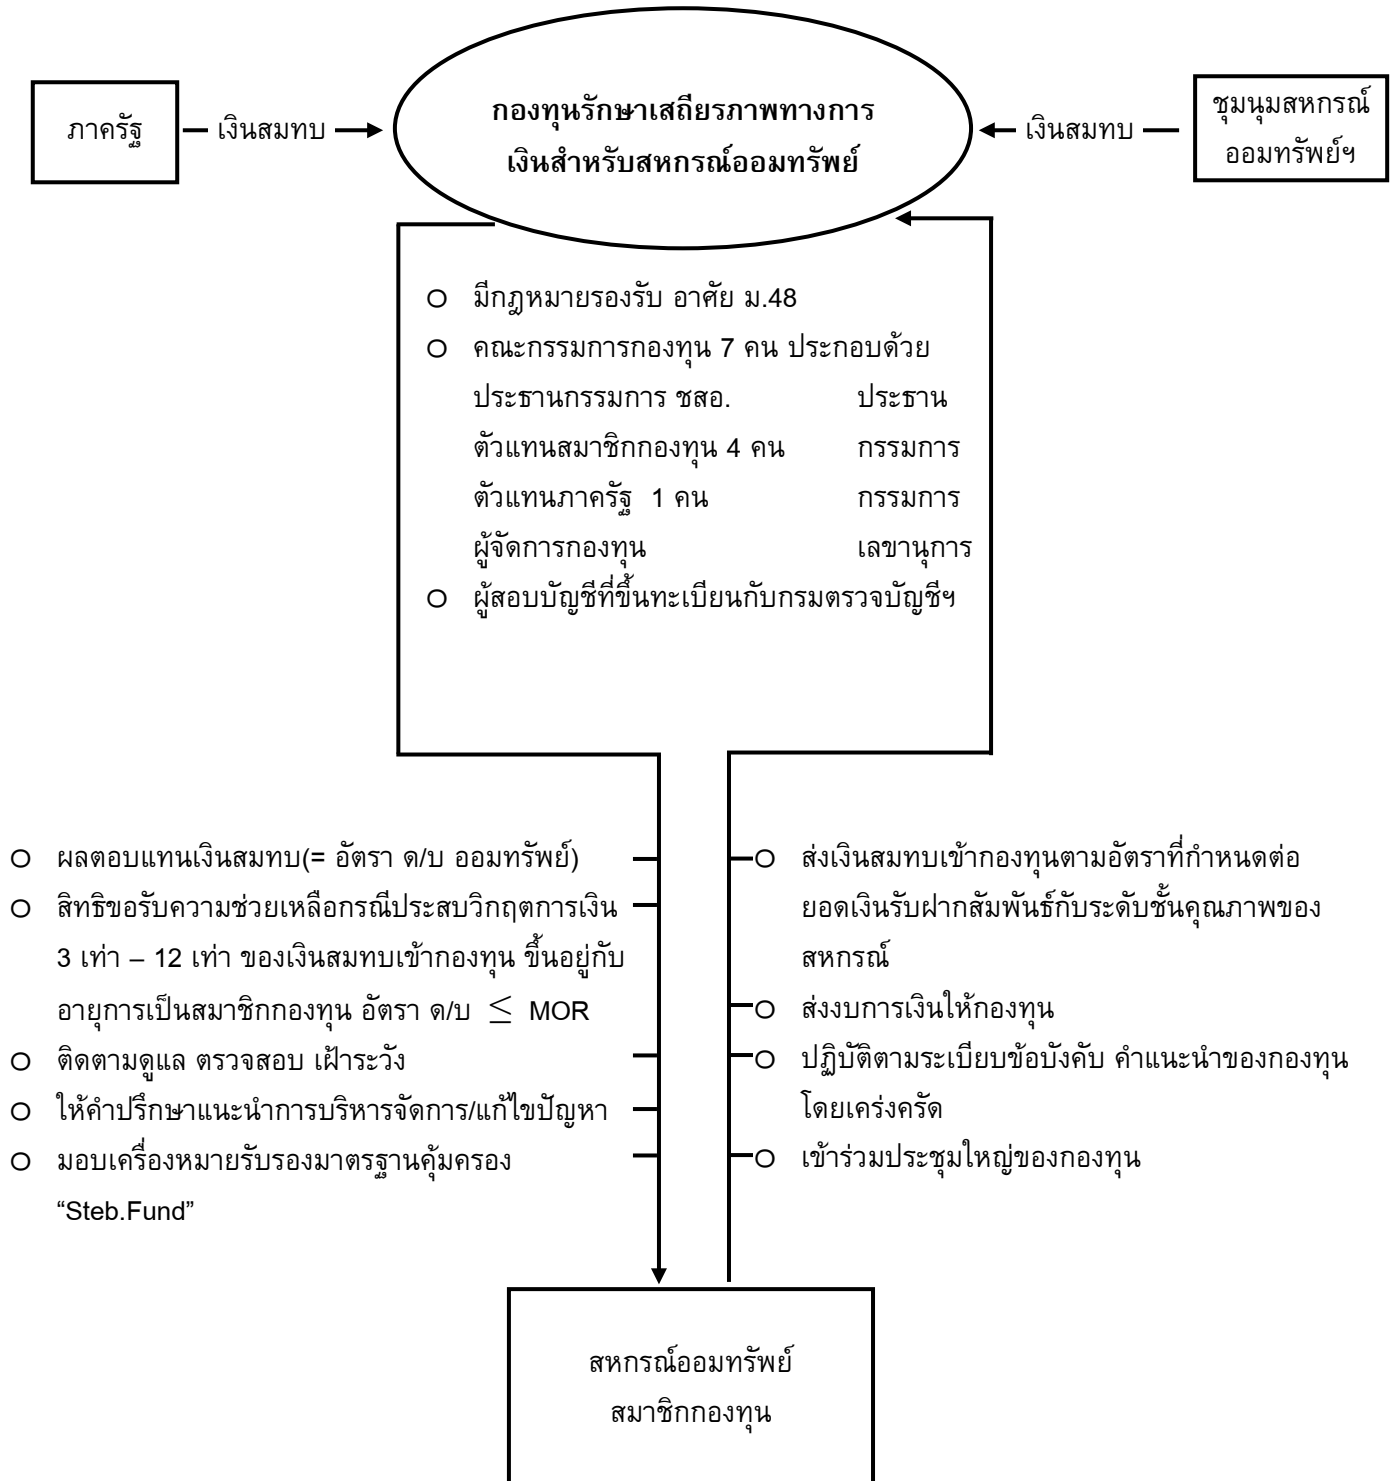 กองทุนรักษาเสถียรภาพทางการ
เงินสำหรับสหกรณ์ออมทรัพย์
ภาครัฐ
เงินสมทบ
เงินสมทบ
ชุมนุมสหกรณ์
ออมทรัพย์ฯ
มีกฎหมายรองรับ อาศัย ม.48
คณะกรรมการกองทุน 7 คน ประกอบด้วย
ประธานกรรมการ ชสอ. ประธาน
ตัวแทนสมาชิกกองทุน 4 คน กรรมการ
ตัวแทนภาครัฐ 1 คน กรรมการ
ผู้จัดการกองทุน เลขานุการ
ผู้สอบบัญชีที่ขึ้นทะเบียนกับกรมตรวจบัญชีฯ
ผลตอบแทนเงินสมทบ(= อัตรา ด/บ ออมทรัพย์)
สิทธิขอรับความช่วยเหลือกรณีประสบวิกฤตการเงิน
3 เท่า – 12 เท่า ของเงินสมทบเข้ากองทุน ขึ้นอยู่กับ
อายุการเป็นสมาชิกกองทุน อัตรา ด/บ ≤ MOR
ติดตามดูแล ตรวจสอบ เฝ้าระวัง
ให้คำปรึกษาแนะนำการบริหารจัดการ/แก้ไขปัญหา
มอบเครื่องหมายรับรองมาตรฐานคุ้มครอง
“Steb.Fund”
ส่งเงินสมทบเข้ากองทุนตามอัตราที่กำหนดต่อ
ยอดเงินรับฝากสัมพันธ์กับระดับชั้นคุณภาพของ
สหกรณ์
ส่งงบการเงินให้กองทุน
ปฏิบัติตามระเบียบข้อบังคับ คำแนะนำของกองทุน
โดยเคร่งครัด
เข้าร่วมประชุมใหญ่ของกองทุน
สหกรณ์ออมทรัพย์
สมาชิกกองทุน